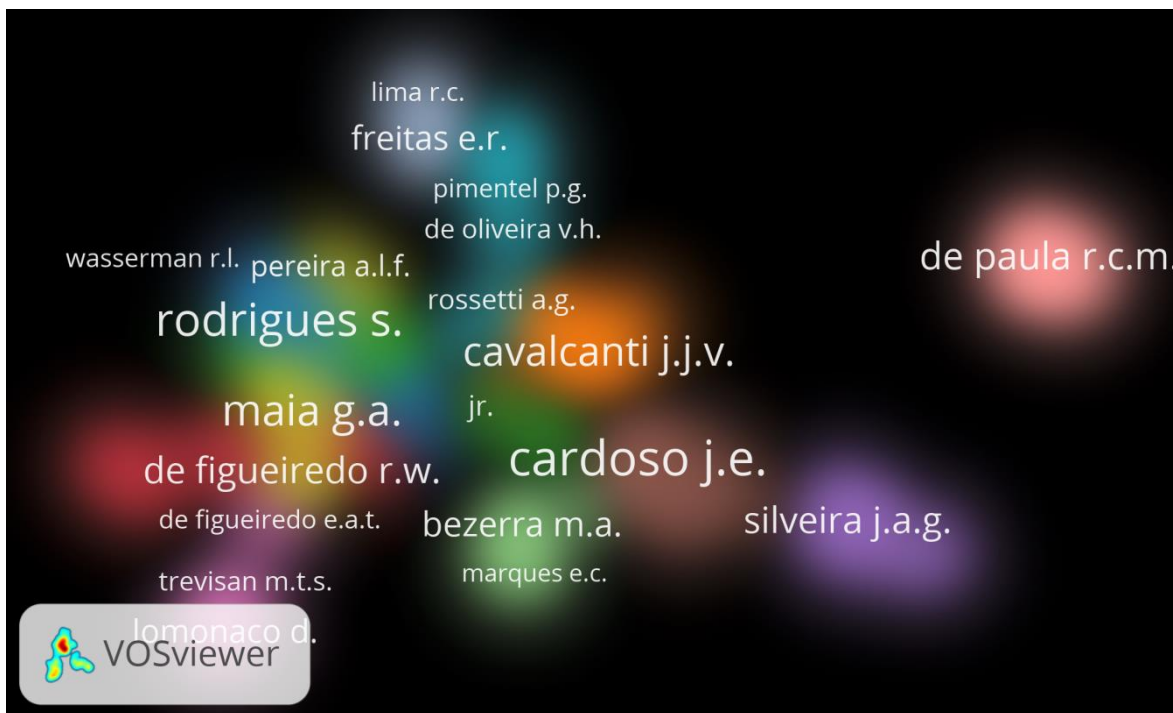 lima r.c.
freitas e.r.
pimentel p.g.
de oliveira v.h.
wasserman r.l.
pereira a.l.f.
de paula r.c.m.
rossetti a.g.
rodrigues s.
cavalcanti j.j.v.
maia g.a.
jr.
cardoso j.e.
de figueiredo r.w.
de figueiredo e.a.t.
bezerra m.a.
silveira j.a.g.
marques e.c.
trevisan m.t.s.
lomonaco d.
VOSviewer